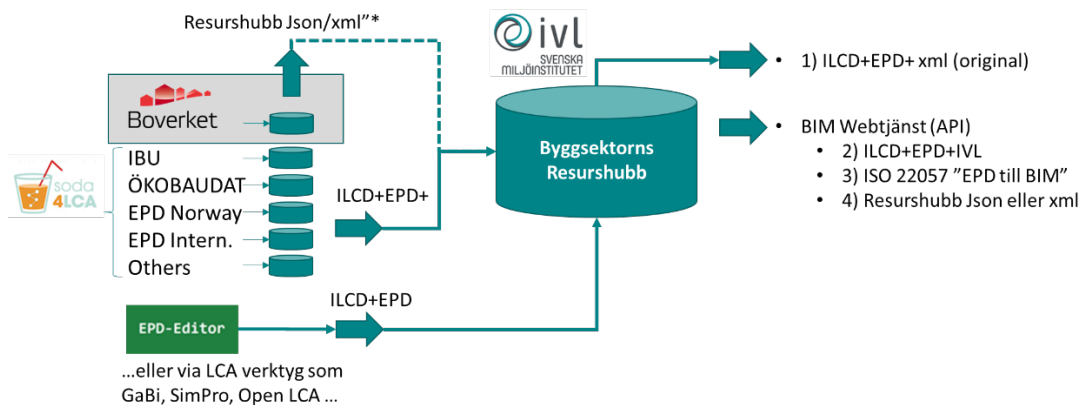 Resurshubb Json/xml”*
ivl
SVENSKA
MILJÖINSTITUTET
Boverket
soda
4LCA
IBU
ÖKOBAUDAT
EPD Norway
EPD Intern.
Others
ILCD+EPD+
Byggsektorns
Resurshubb
• 1) ILCD+EPD+ xml (original)
• BIM Webtjänst (API)
• 2) ILCD+EPD+IVL
• 3) ISO 22057 ”EPD till BIM”
• 4) Resurshubb Json eller xml
EPD-Editor
ILCD+EPD
...eller via LCA verktyg som
GaBi, SimPro, Open LCA ...